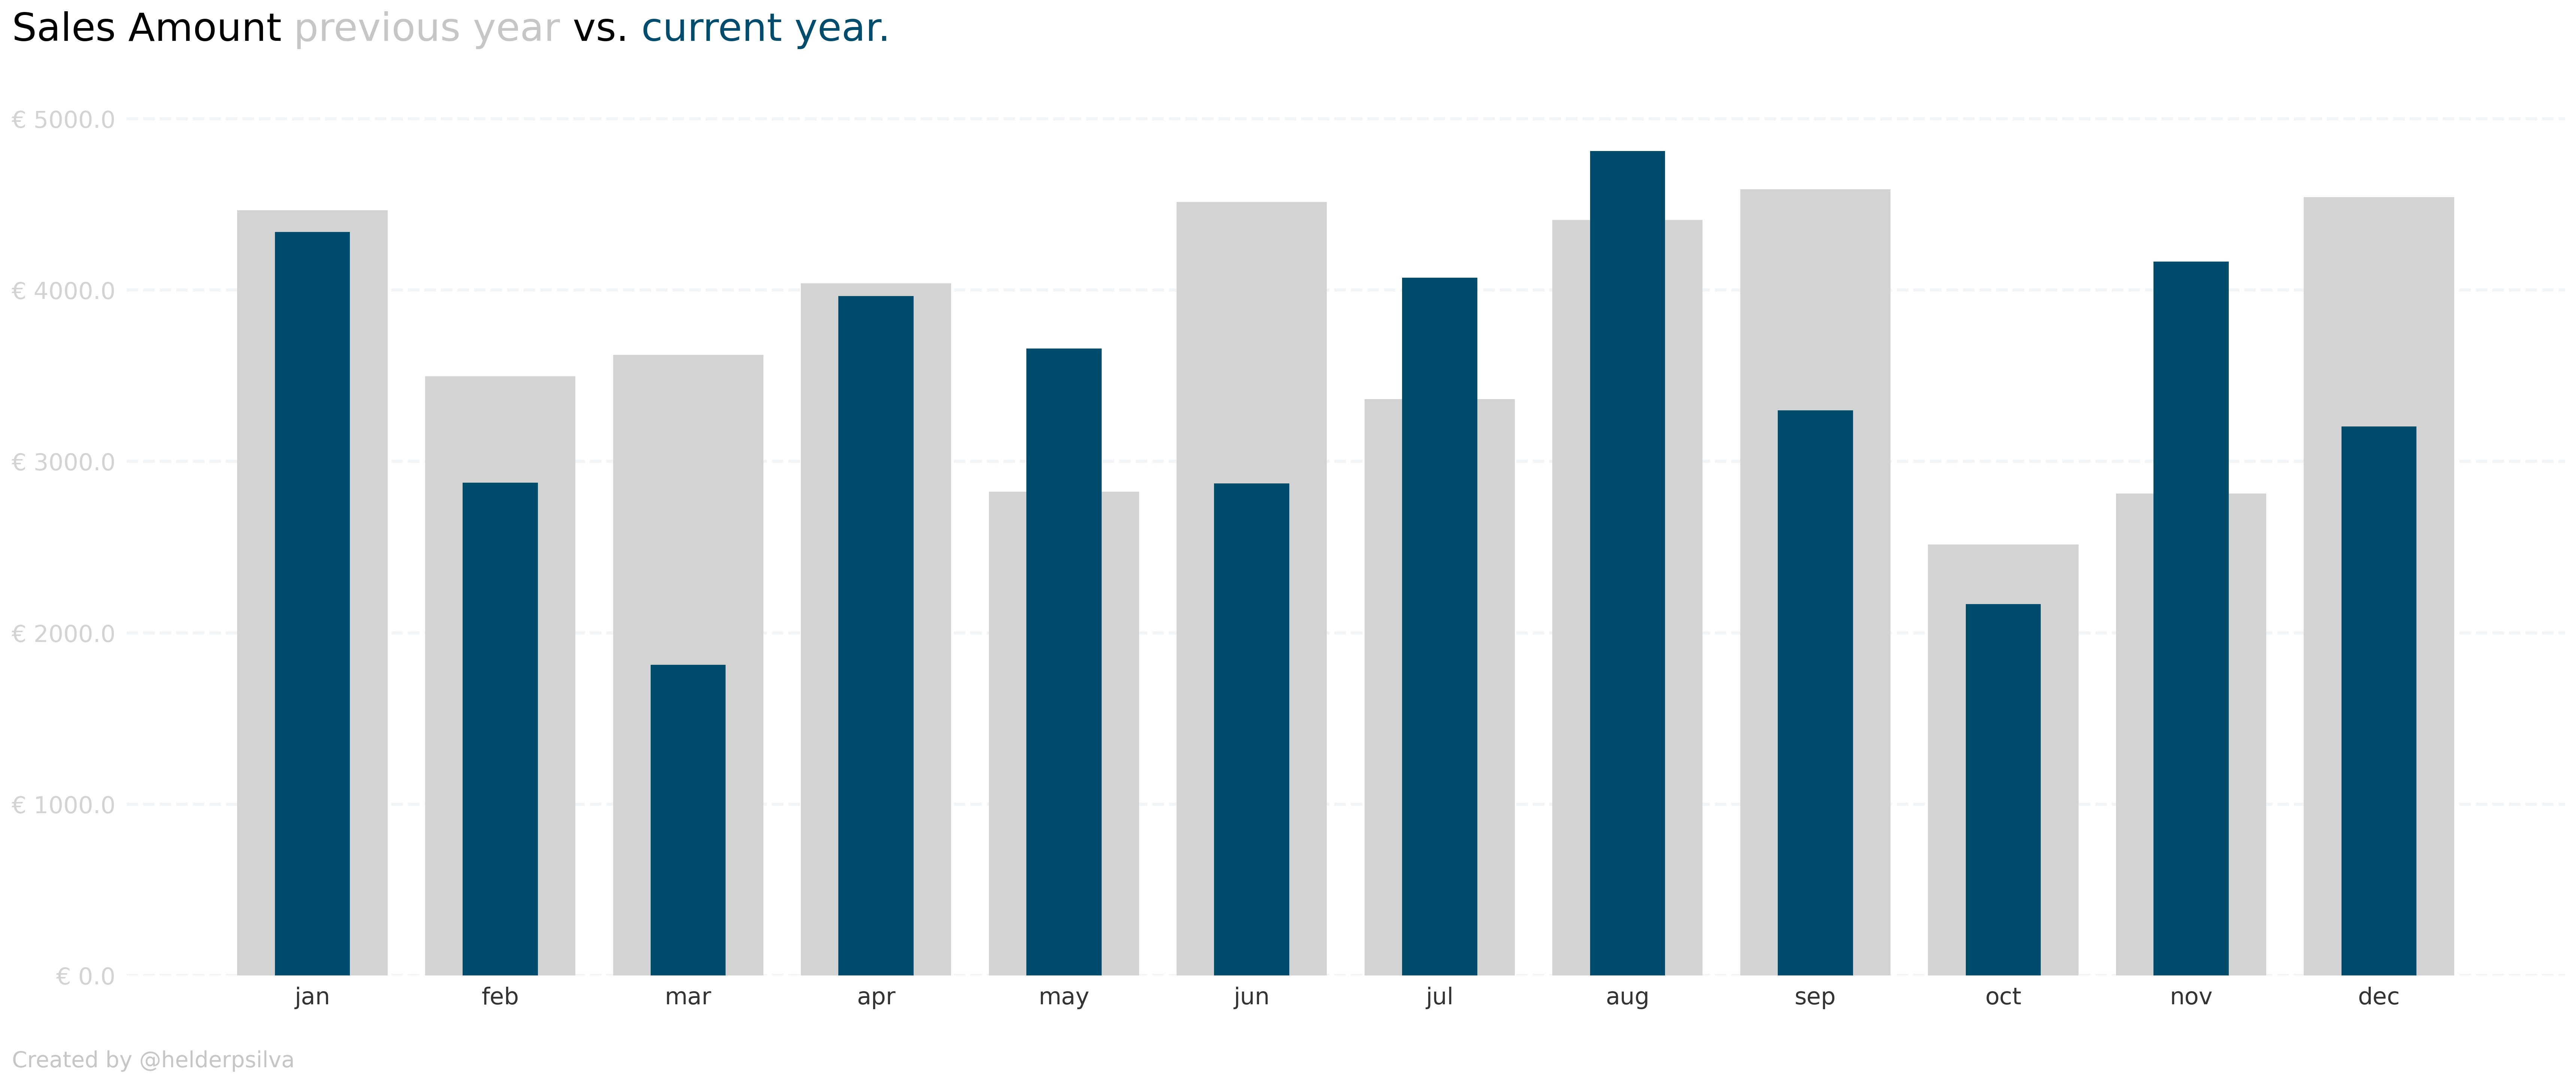 Sales Amount previous year vs. current year.
€ 5000.0
€ 4000.0
€ 3000.0
€ 2000.0
€ 1000.0
€ 0.0
jan feb mar apr may jun jul aug sep oct nov dec
Created by @helderpsilva